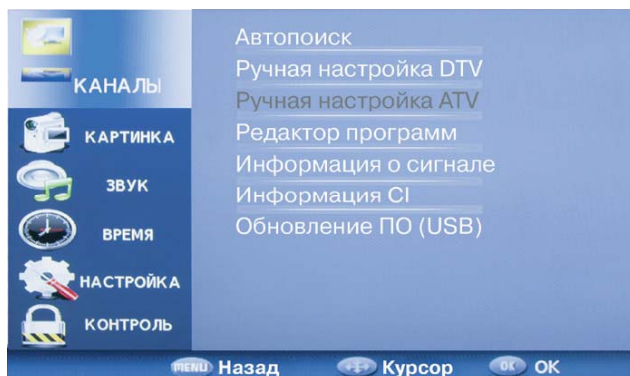 КАНАЛЫ
КАРТИНКА
ЗВУК
ВРЕМЯ
НАСТРОЙКА
КОНТРОЛЬ
Автопоиск
Ручная настройка DTV
Ручная настройка ATV
Редактор программ
Информация о сигнале
Информация CI
Обновление ПО (USB)
MENU Назад Курсор OK ОК